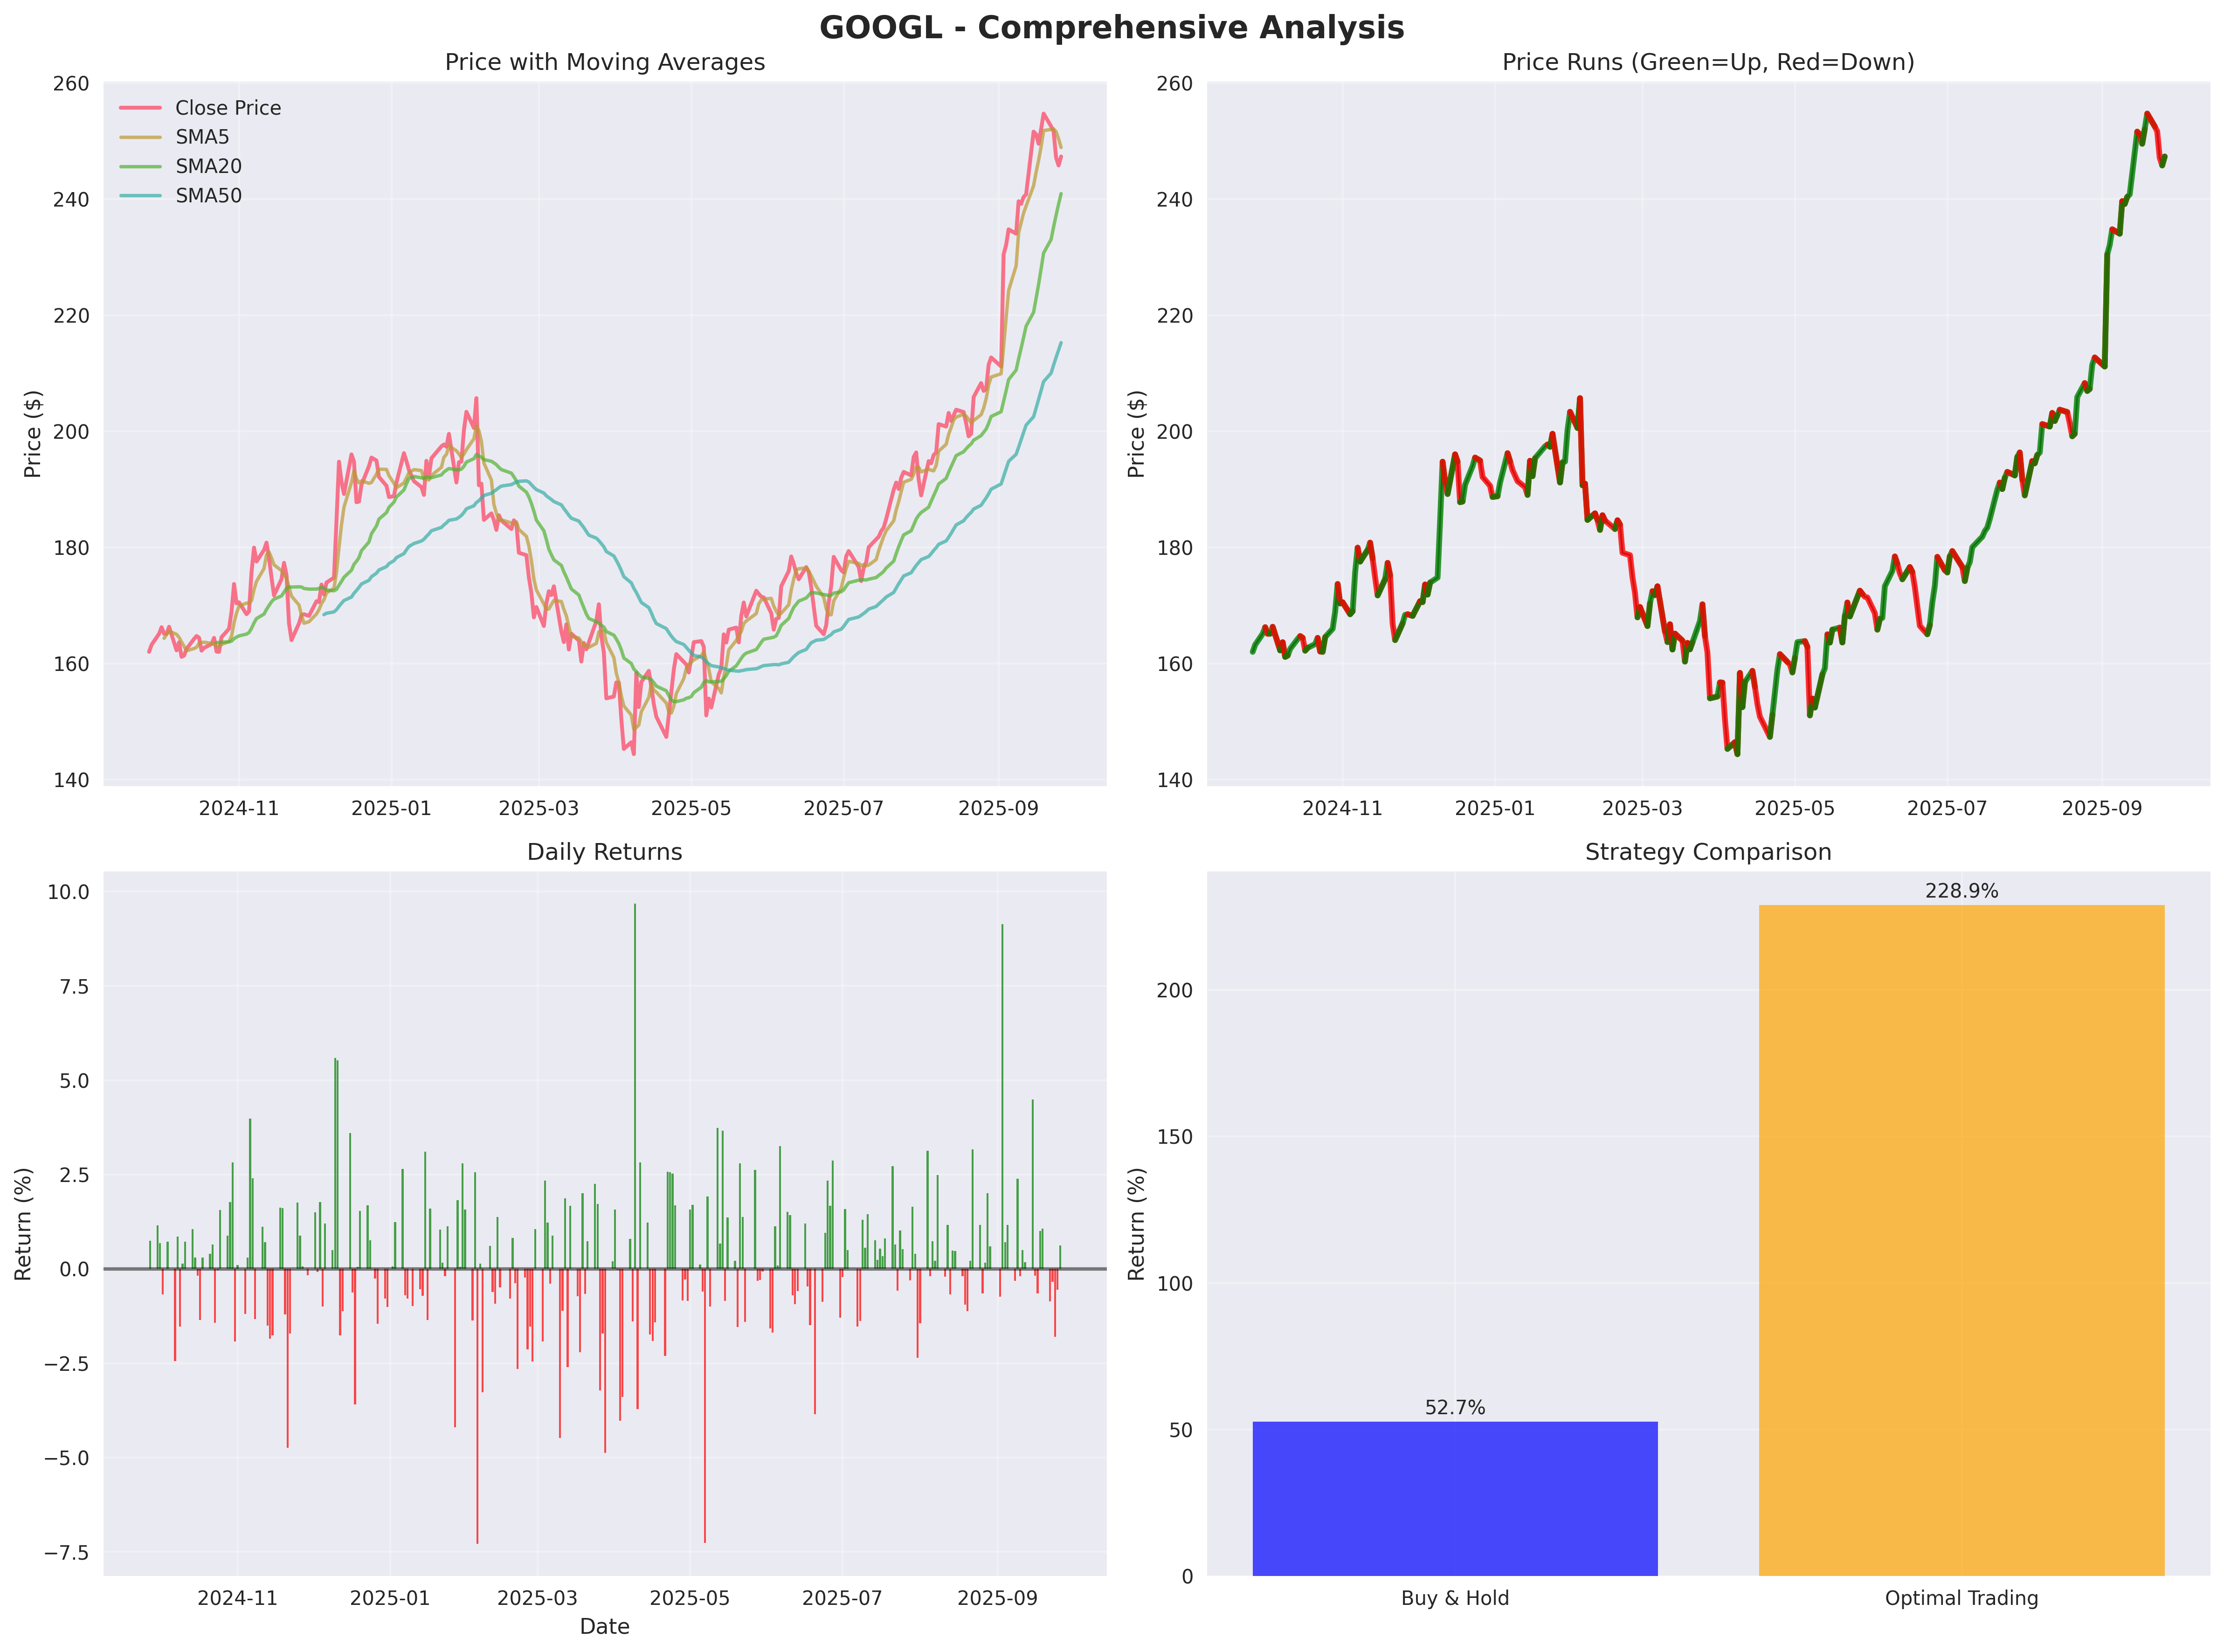 GOOGL - Comprehensive Analysis
Price with Moving Averages
Price ($)
260
240
220
200
180
160
140
Close Price
SMA5
SMA20
SMA50
2024-11
2025-01
2025-03
2025-05
2025-07
2025-09
Price Runs (Green=Up, Red=Down)
Price ($)
260
240
220
200
180
160
140
2024-11
2025-01
2025-03
2025-05
2025-07
2025-09
Daily Returns
Return (%)
10.0
7.5
5.0
2.5
0.0
−2.5
−5.0
−7.5
2024-11
2025-01
2025-03
2025-05
2025-07
2025-09
Date
Strategy Comparison
Return (%)
200
150
100
50
0
52.7%
228.9%
Buy & Hold
Optimal Trading